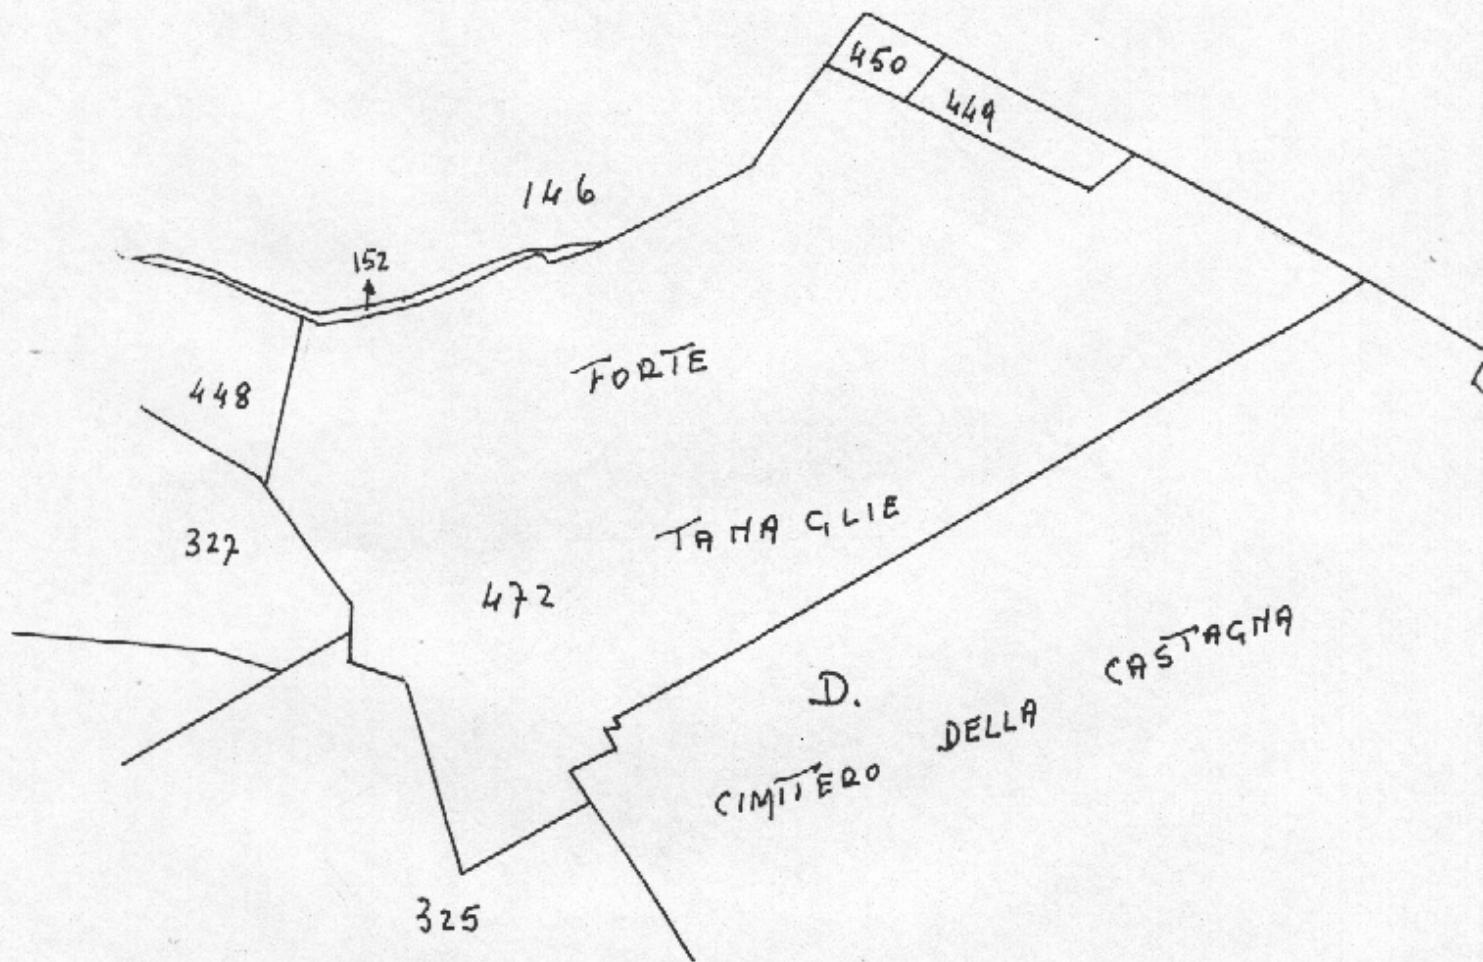 450
449
146
152
FORTE
448
TANAGLIE
327
472
CASTAGNA
D.
DELLA
CIMITERO
325